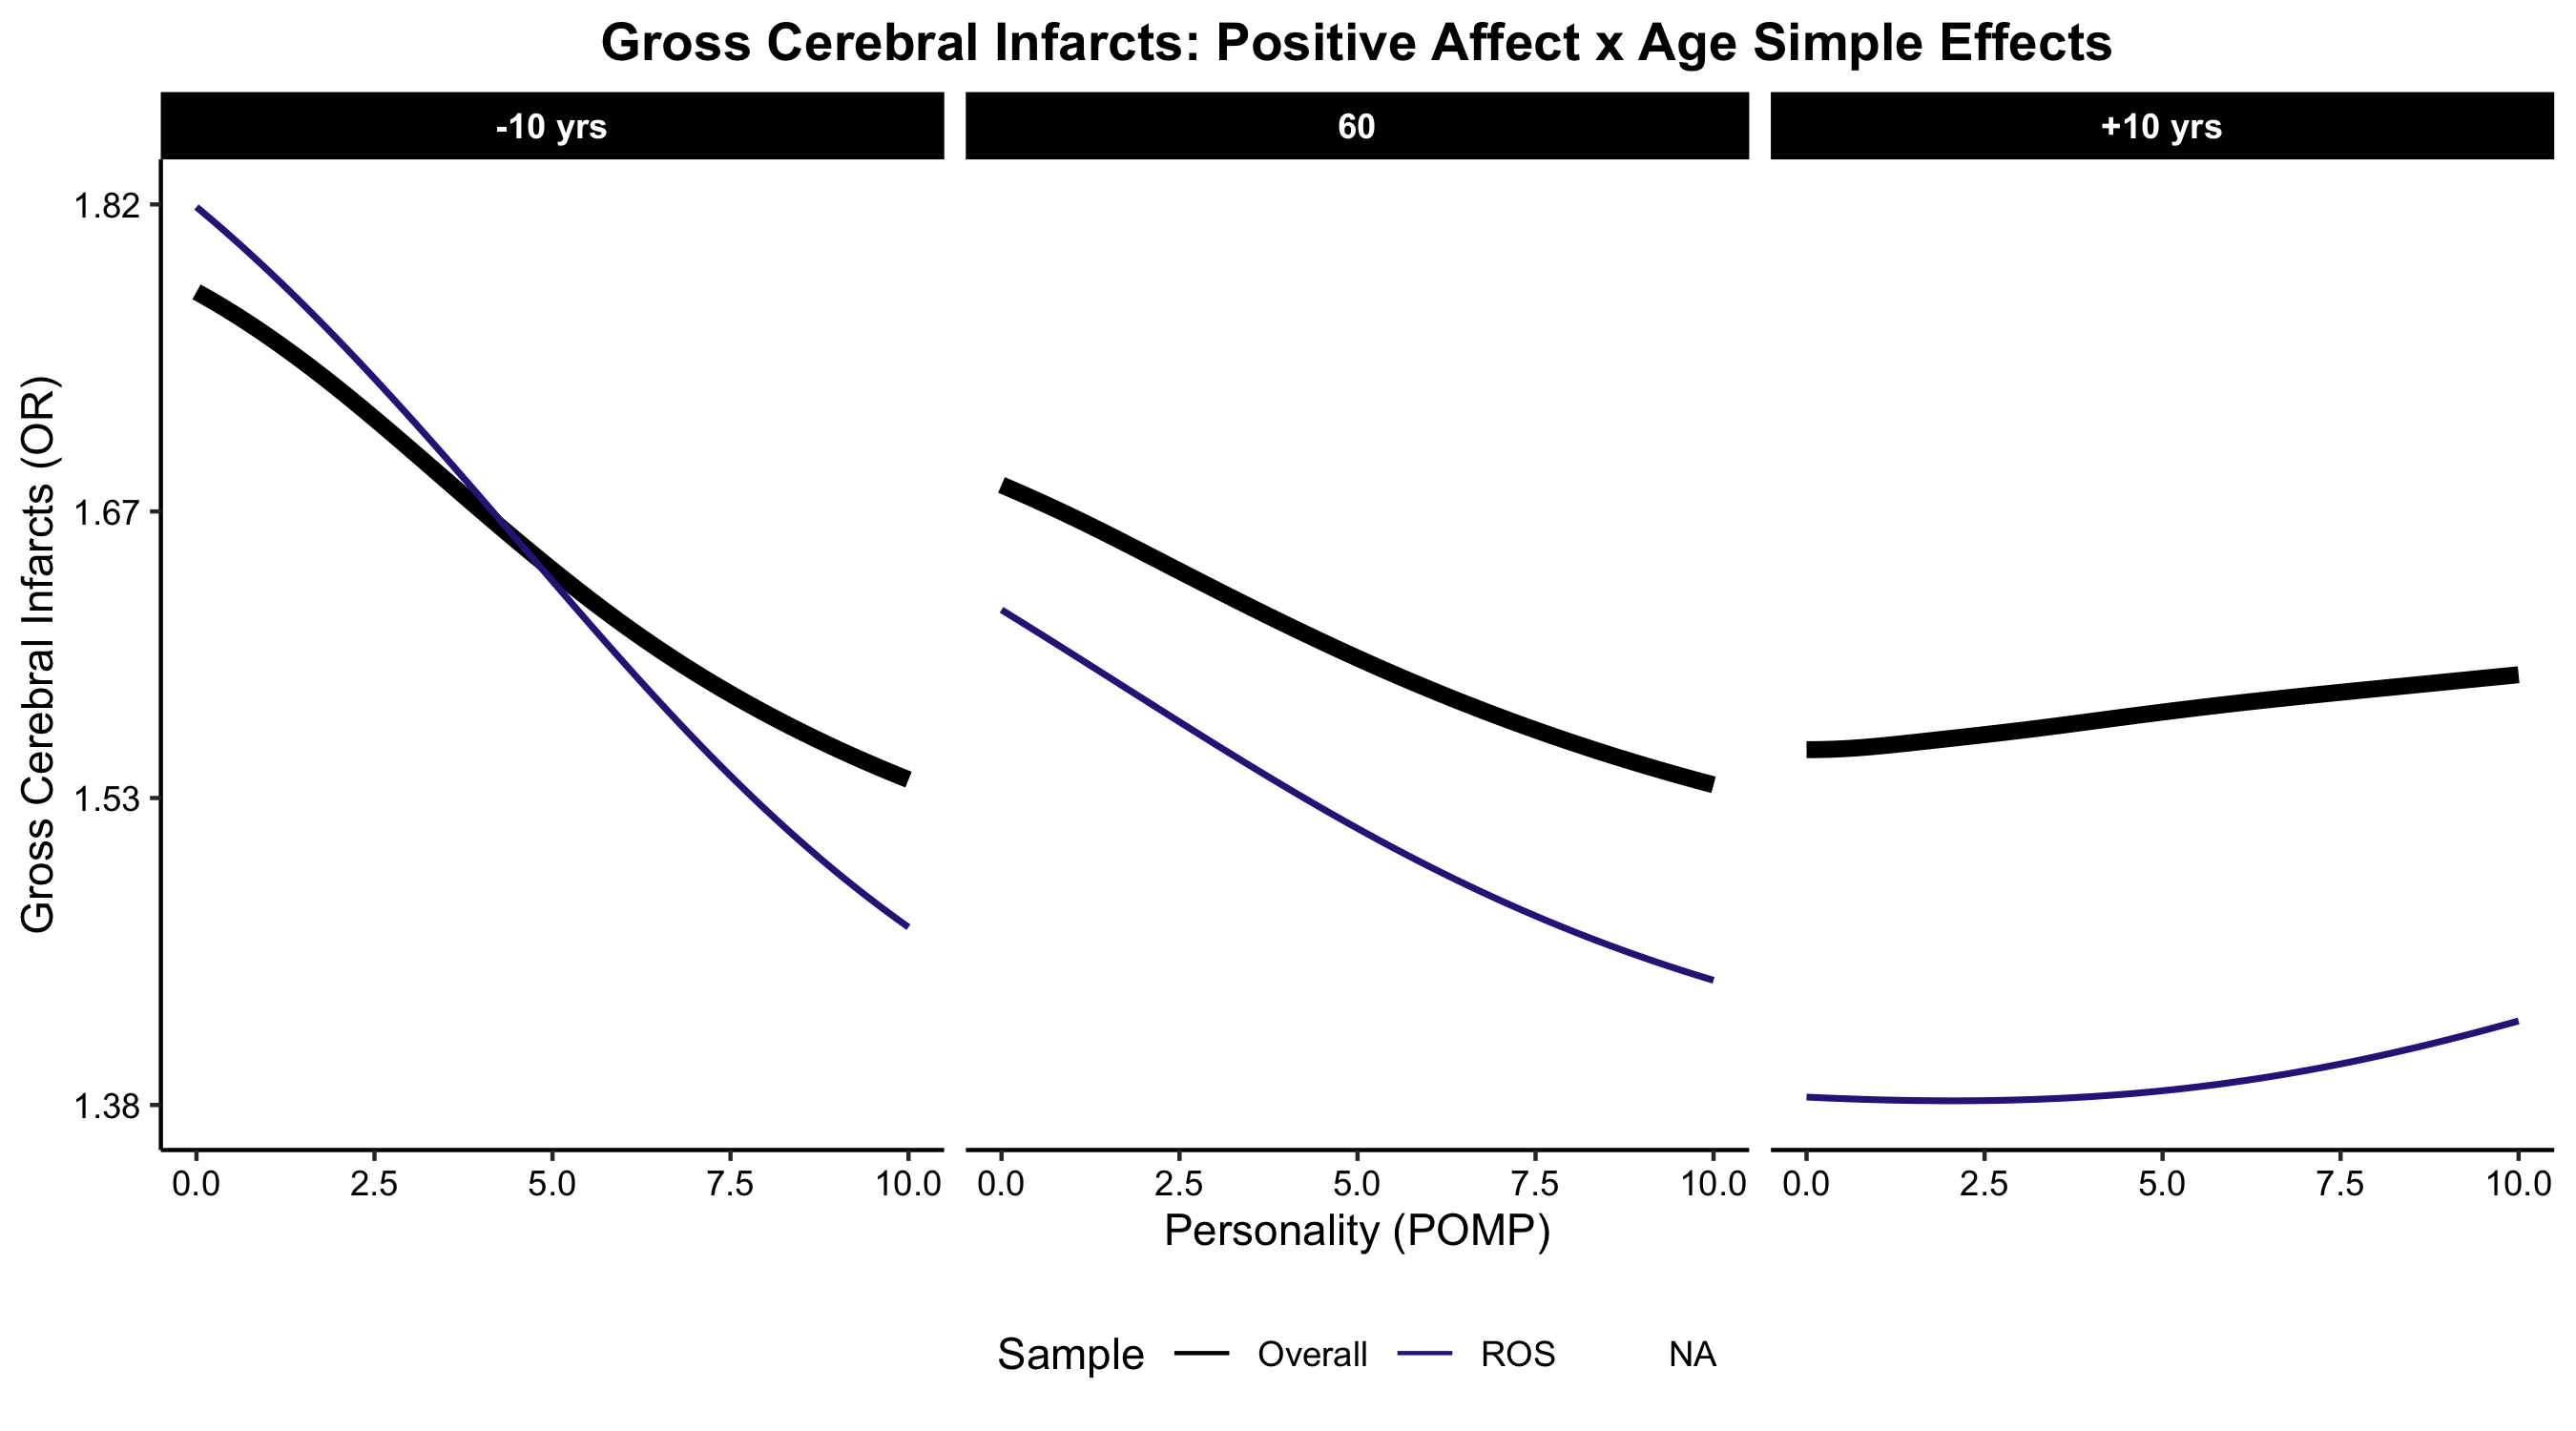 Gross Cerebral Infarcts: Positive Affect x Age Simple Effects
-10 yrs
60
+10 yrs
Gross Cerebral Infarcts (OR)
1.82
1.67
1.53
1.38
0.0 2.5 5.0 7.5 10.0
0.0 2.5 5.0 7.5 10.0
0.0 2.5 5.0 7.5 10.0
Personality (POMP)
Sample Overall ROS NA